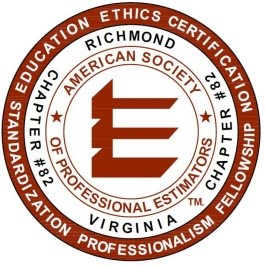 EDUCATION ETHICS CERTIFICATION
STANDARDIZATION PROFESSIONALISM FELLOWSHIP
RICHMOND
CHAPTER #82
CHAPTER #82
VIRGINIA
AMERICAN SOCIETY
OF PROFESSIONAL ESTIMATORS
E
TM.